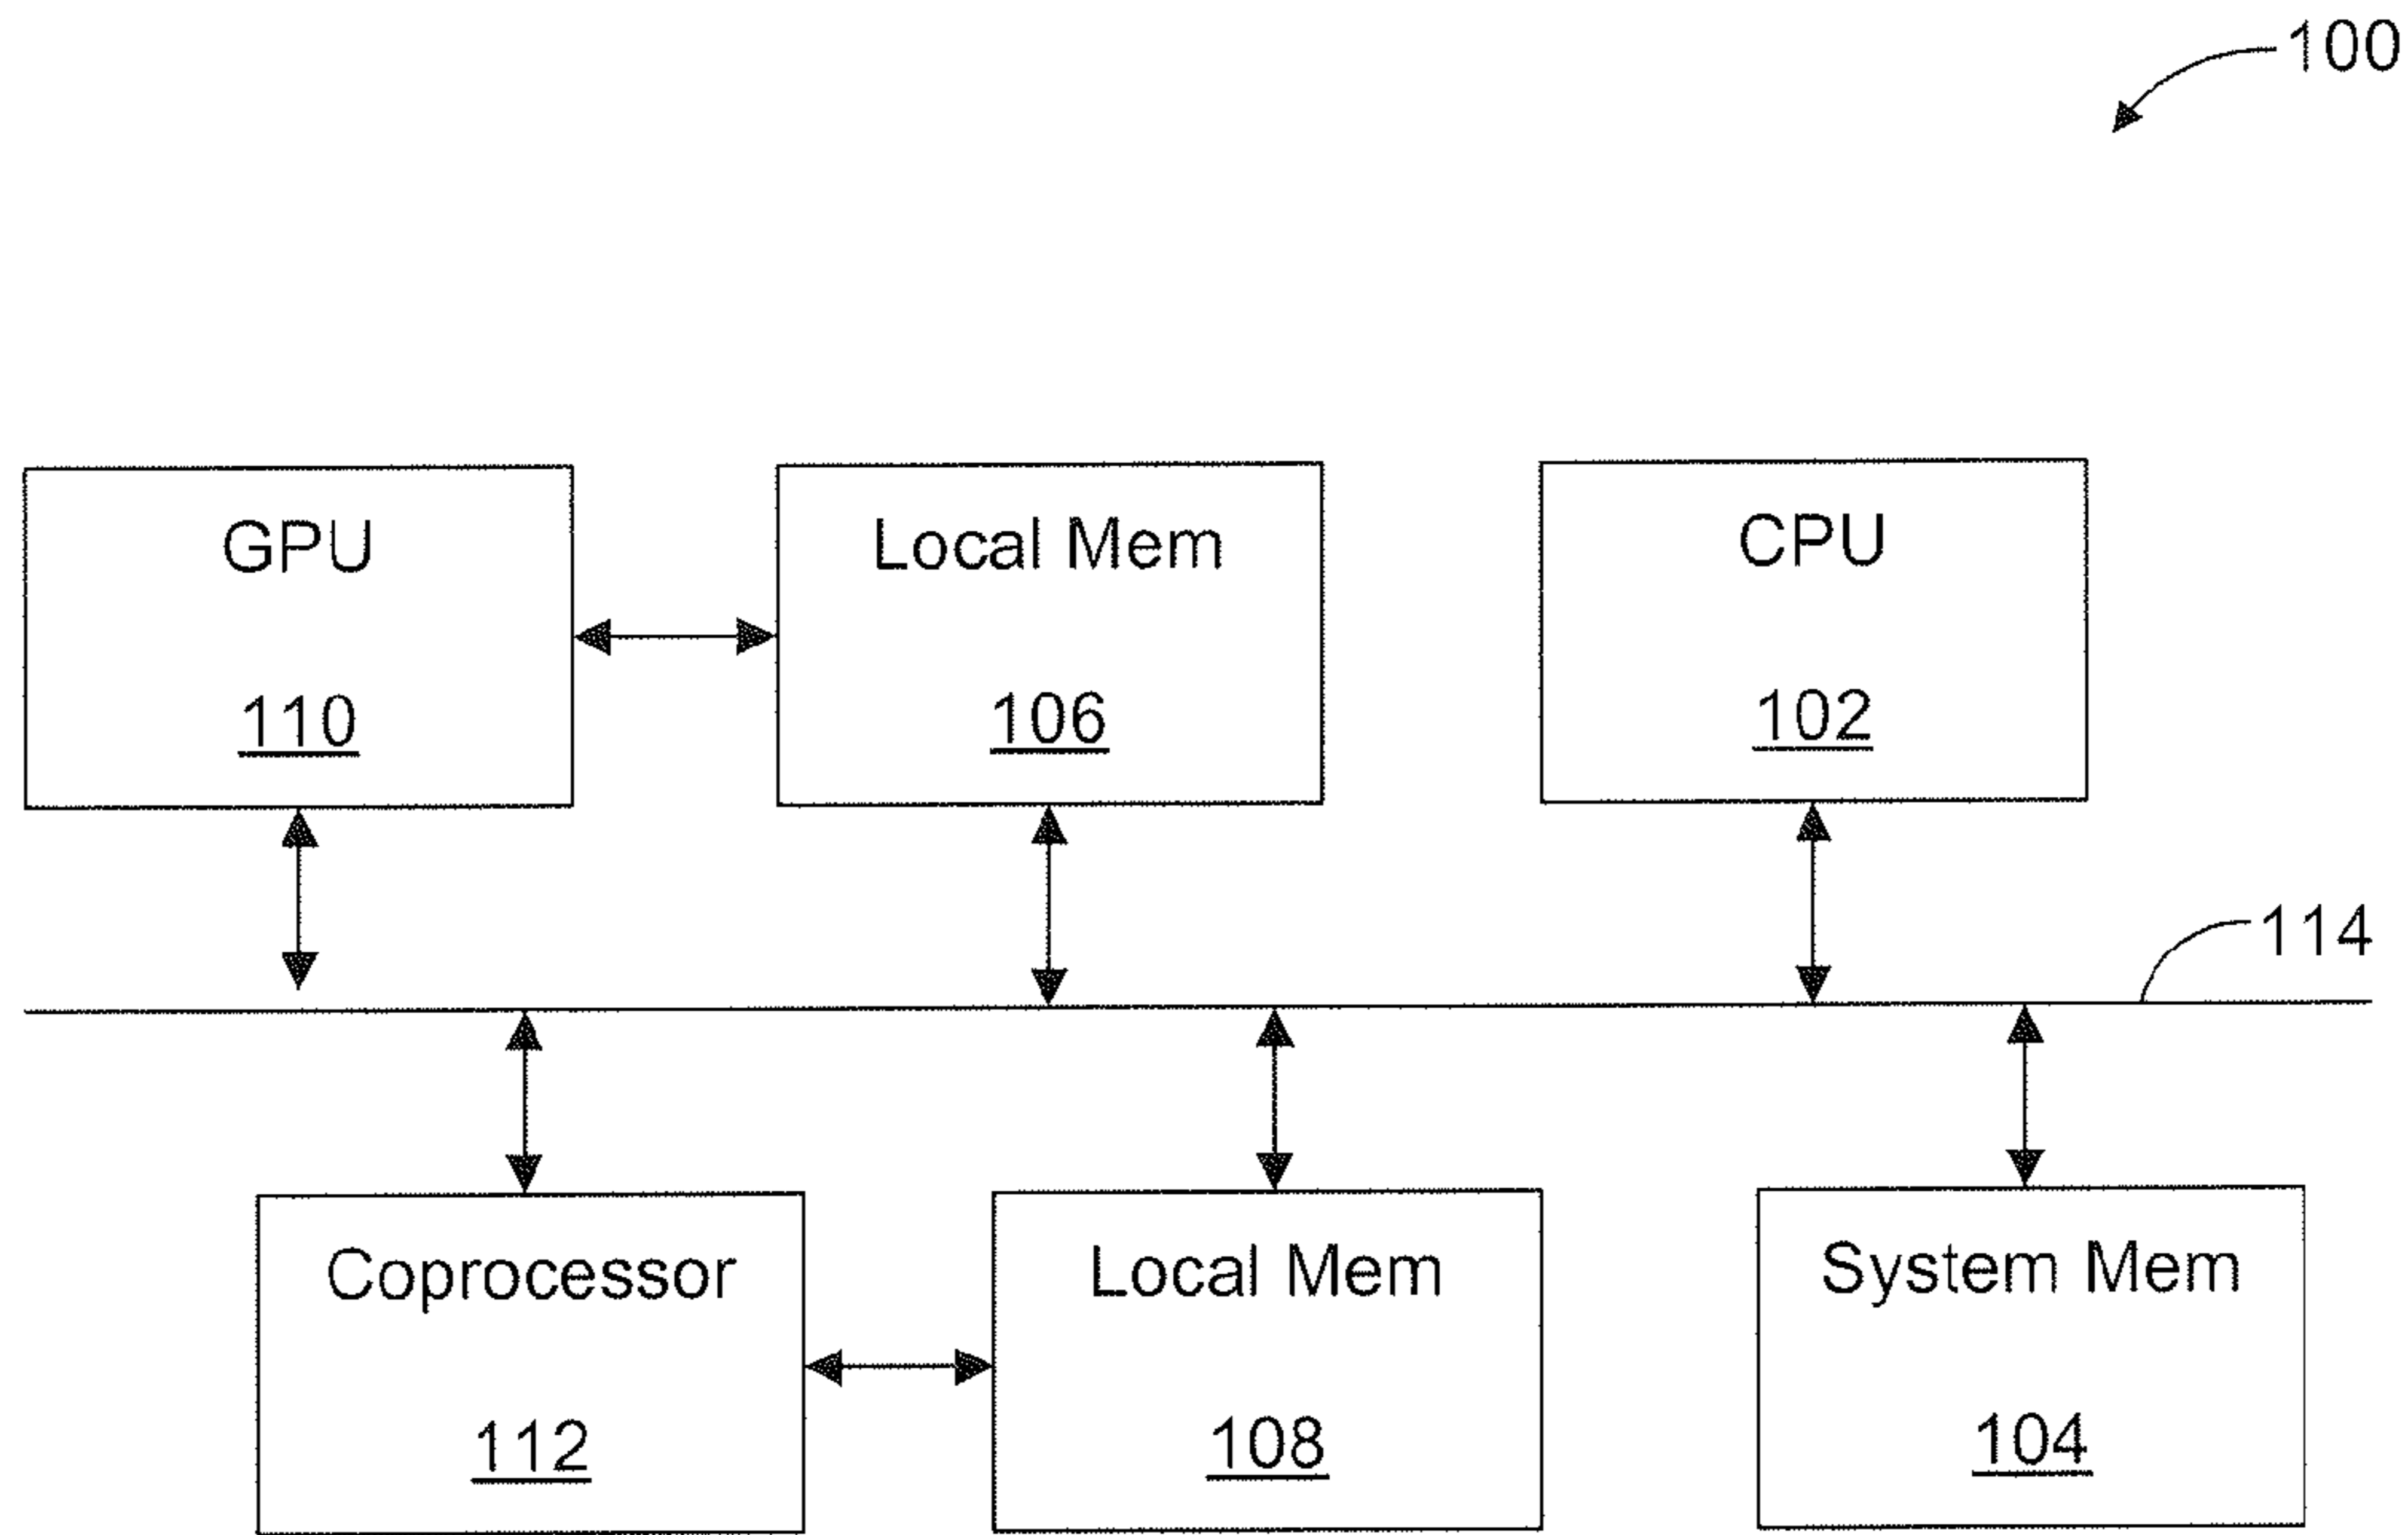 100
GPU
110
Local Mem
106
CPU
102
114
Coprocessor
112
Local Mem
108
System Mem
104